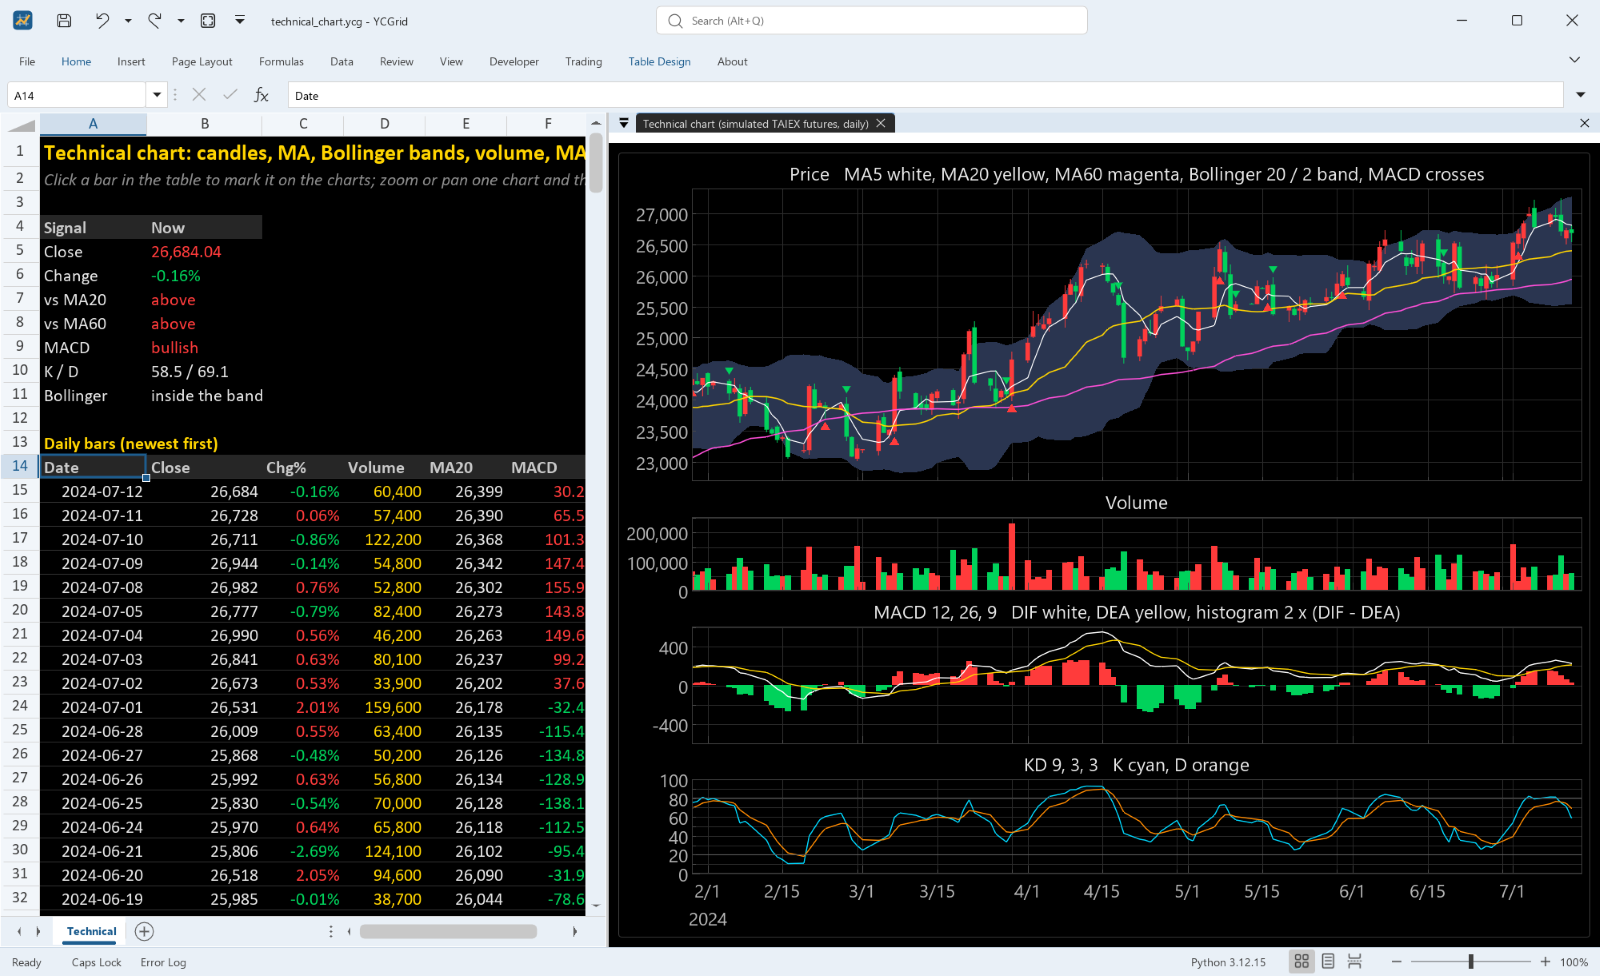 technical_chart.ycg - YCGrid
Search (Alt+Q)
File Home Insert Page Layout Formulas Data Review View Developer Trading Table Design About
A14 fx Date
A B C D E F
Technical chart (simulated TAIEX futures, daily)
1 Technical chart: candles, MA, Bollinger bands, volume, MA
2 Click a bar in the table to mark it on the charts; zoom or pan one chart and th
3
4 Signal Now
5 Close 26,684.04
6 Change -0.16%
7 vs MA20 above
8 vs MA60 above
9 MACD bullish
10 K / D 58.5 / 69.1
11 Bollinger inside the band
12
13 Daily bars (newest first)
14 Date Close Chg% Volume MA20 MACD
15 2024-07-12 26,684 -0.16% 60,400 26,399 30.2
16 2024-07-11 26,728 0.06% 57,400 26,390 65.5
17 2024-07-10 26,711 -0.86% 122,200 26,368 101.3
18 2024-07-09 26,944 -0.14% 54,800 26,342 147.4
19 2024-07-08 26,982 0.76% 52,800 26,302 155.9
20 2024-07-05 26,777 -0.79% 82,400 26,273 143.8
21 2024-07-04 26,990 0.56% 46,200 26,263 149.6
22 2024-07-03 26,841 0.63% 80,100 26,237 99.2
23 2024-07-02 26,673 0.53% 33,900 26,202 37.6
24 2024-07-01 26,531 2.01% 159,600 26,178 -32.4
25 2024-06-28 26,009 0.55% 63,400 26,135 -115.4
26 2024-06-27 25,868 -0.48% 50,200 26,126 -134.8
27 2024-06-26 25,992 0.63% 56,800 26,134 -128.9
28 2024-06-25 25,830 -0.54% 70,000 26,128 -138.1
29 2024-06-24 25,970 0.64% 65,800 26,118 -112.5
30 2024-06-21 25,806 -2.69% 124,100 26,102 -95.4
31 2024-06-20 26,518 2.05% 94,600 26,090 -31.9
32 2024-06-19 25,985 -0.01% 38,700 26,044 -78.6
Technical
Price MA5 white, MA20 yellow, MA60 magenta, Bollinger 20 / 2 band, MACD crosses
27,000
26,500
26,000
25,500
25,000
24,500
24,000
23,500
23,000
Volume
200,000
100,000
0
MACD 12, 26, 9 DIF white, DEA yellow, histogram 2 x (DIF - DEA)
400
0
-400
KD 9, 3, 3 K cyan, D orange
100
80
60
40
20
0
2/1 2/15 3/1 3/15 4/1 4/15 5/1 5/15 6/1 6/15 7/1
2024
Ready Caps Lock Error Log Python 3.12.15 100%